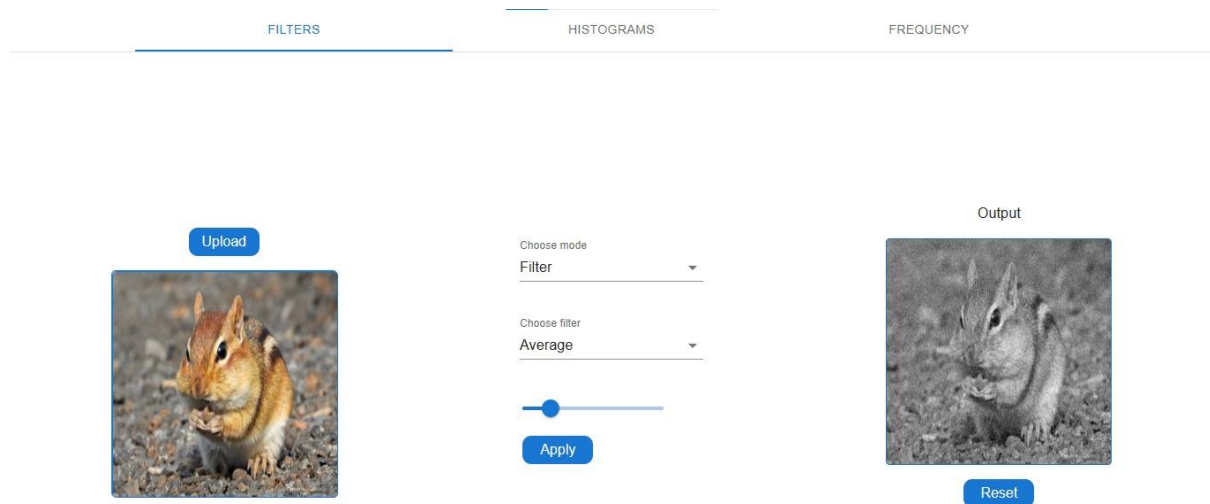 FILTERS
HISTOGRAMS
FREQUENCY
Upload
Choose mode
Filter
Choose filter
Average
Apply
Output
Reset